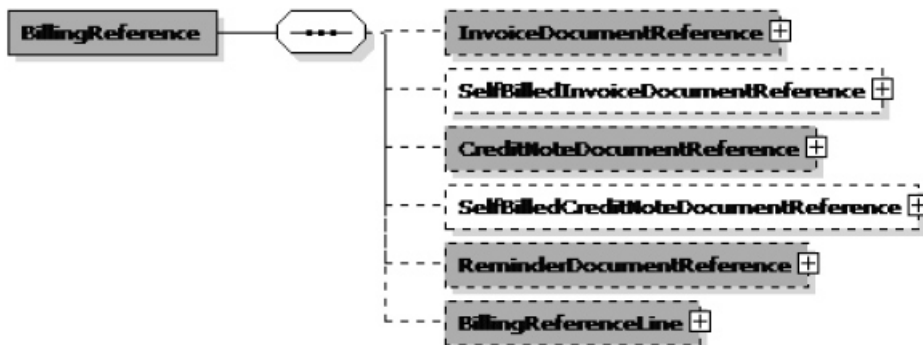 BillingReference
InvoiceDocumentReference
SelfBilledInvoiceDocumentReference
CreditNoteDocumentReference
SelfBilledCreditNoteDocumentReference
ReminderDocumentReference
BillingReferenceLine